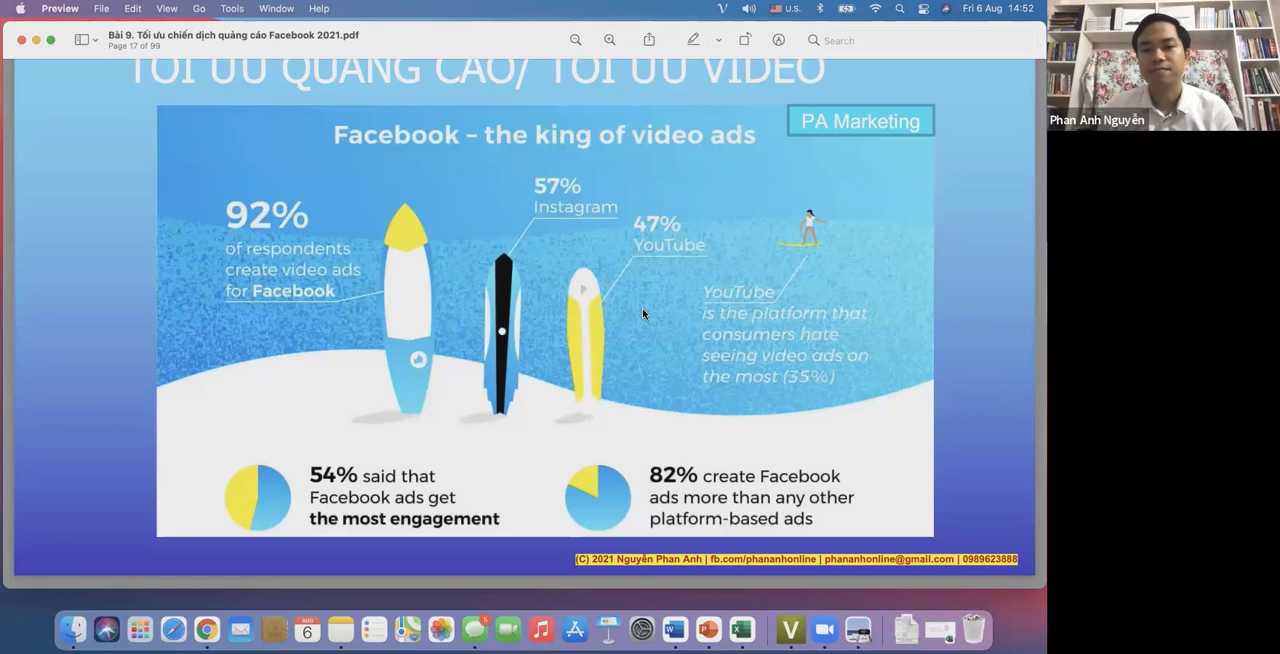 Preview File Edit View Go Tools Window Help
U.S. Fri 6 Aug 14:52
Bài 9. Tối ưu chiến dịch quảng cáo Facebook 2021.pdf
Page 17 of 99
Search
TỐI ƯU QUẢNG CÁO/ TỐI ƯU VIDEO
PA Marketing
Facebook – the king of video ads
92%
of respondents
create video ads
for Facebook
57%
Instagram
47%
YouTube
YouTube
is the platform that
consumers hate
seeing video ads on
the most (35%)
54% said that
Facebook ads get
the most engagement
82% create Facebook
ads more than any other
platform-based ads
(C) 2021 Nguyễn Phan Anh | fb.com/phananhonline | phananhonline@gmail.com | 0989623888
Phan Anh Nguyễn
AUG
6